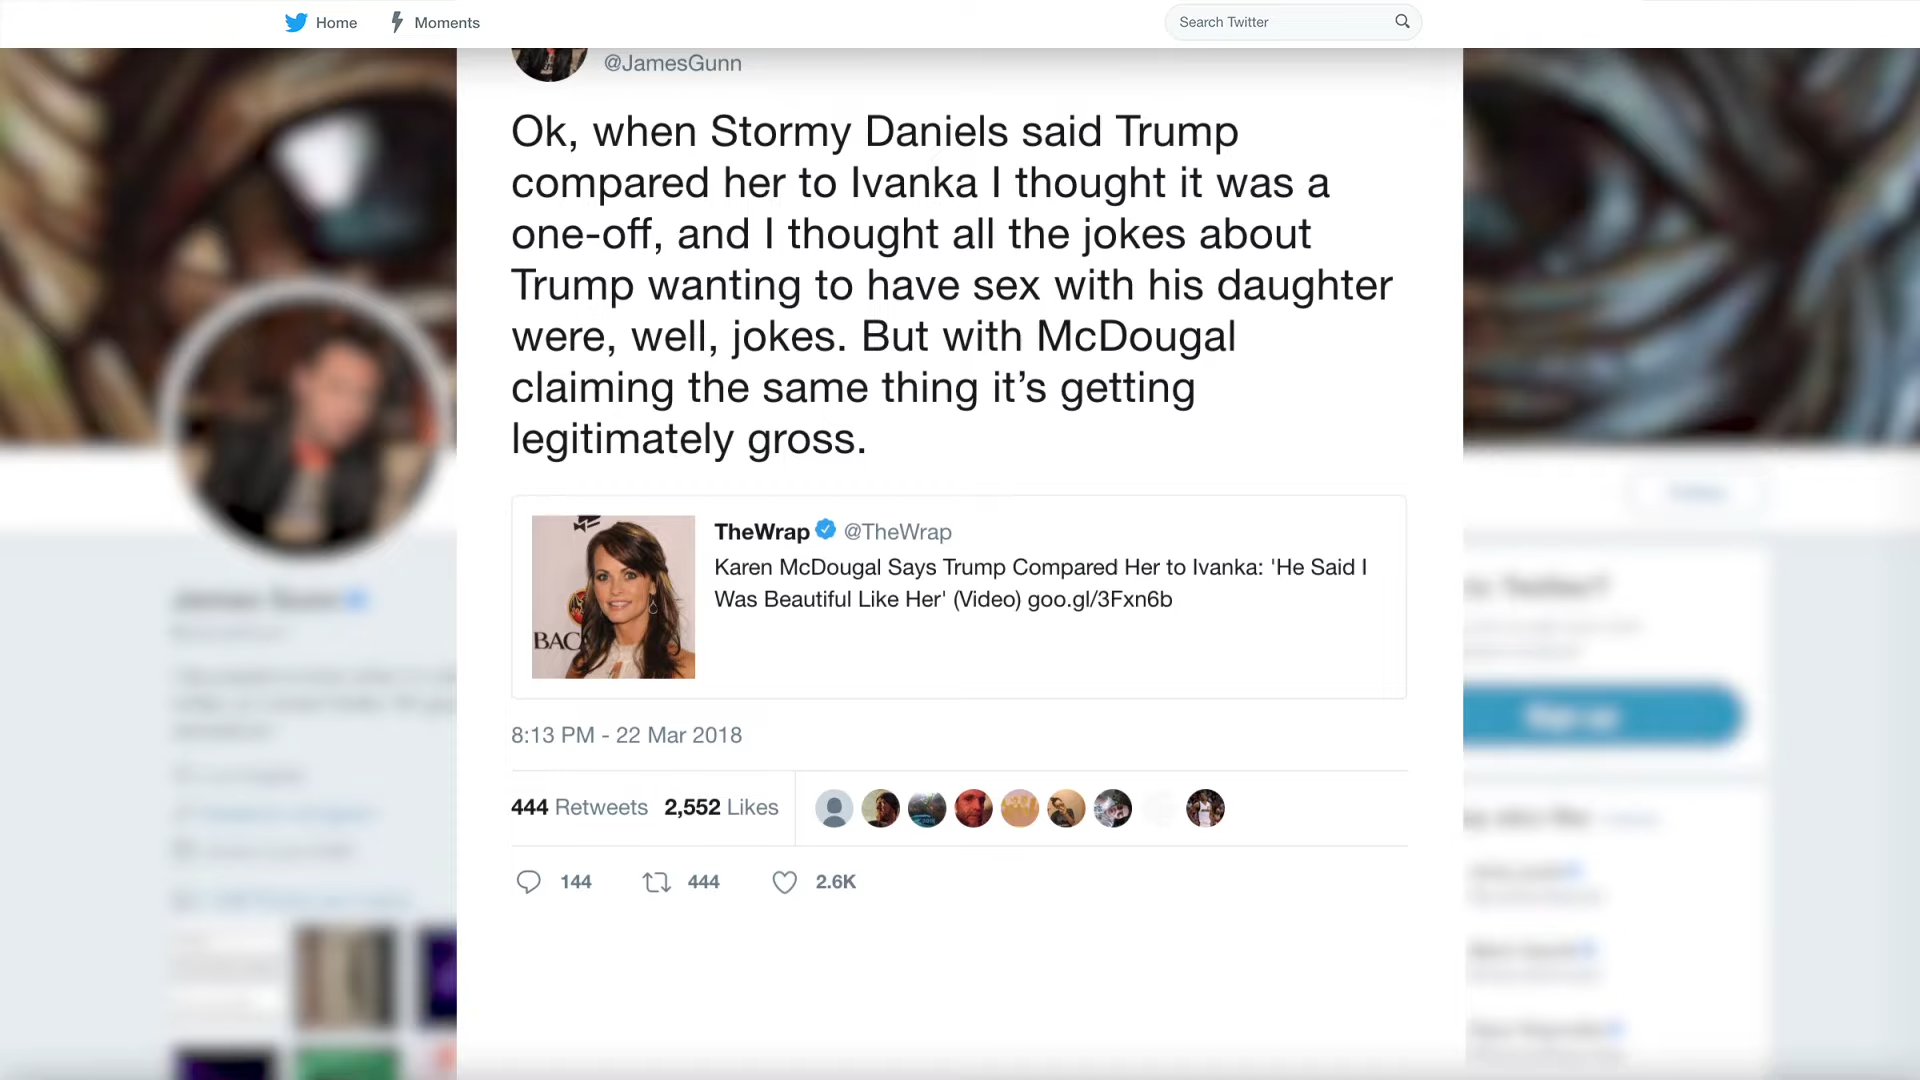 Home
Moments
Search Twitter
@JamesGunn
Ok, when Stormy Daniels said Trump
compared her to Ivanka I thought it was a
one-off, and I thought all the jokes about
Trump wanting to have sex with his daughter
were, well, jokes. But with McDougal
claiming the same thing it’s getting
legitimately gross.
TheWrap @TheWrap
Karen McDougal Says Trump Compared Her to Ivanka: 'He Said I
Was Beautiful Like Her' (Video) goo.gl/3Fxn6b
BAC
8:13 PM - 22 Mar 2018
444 Retweets 2,552 Likes
144 444 2.6K
James Gunn
Sign up